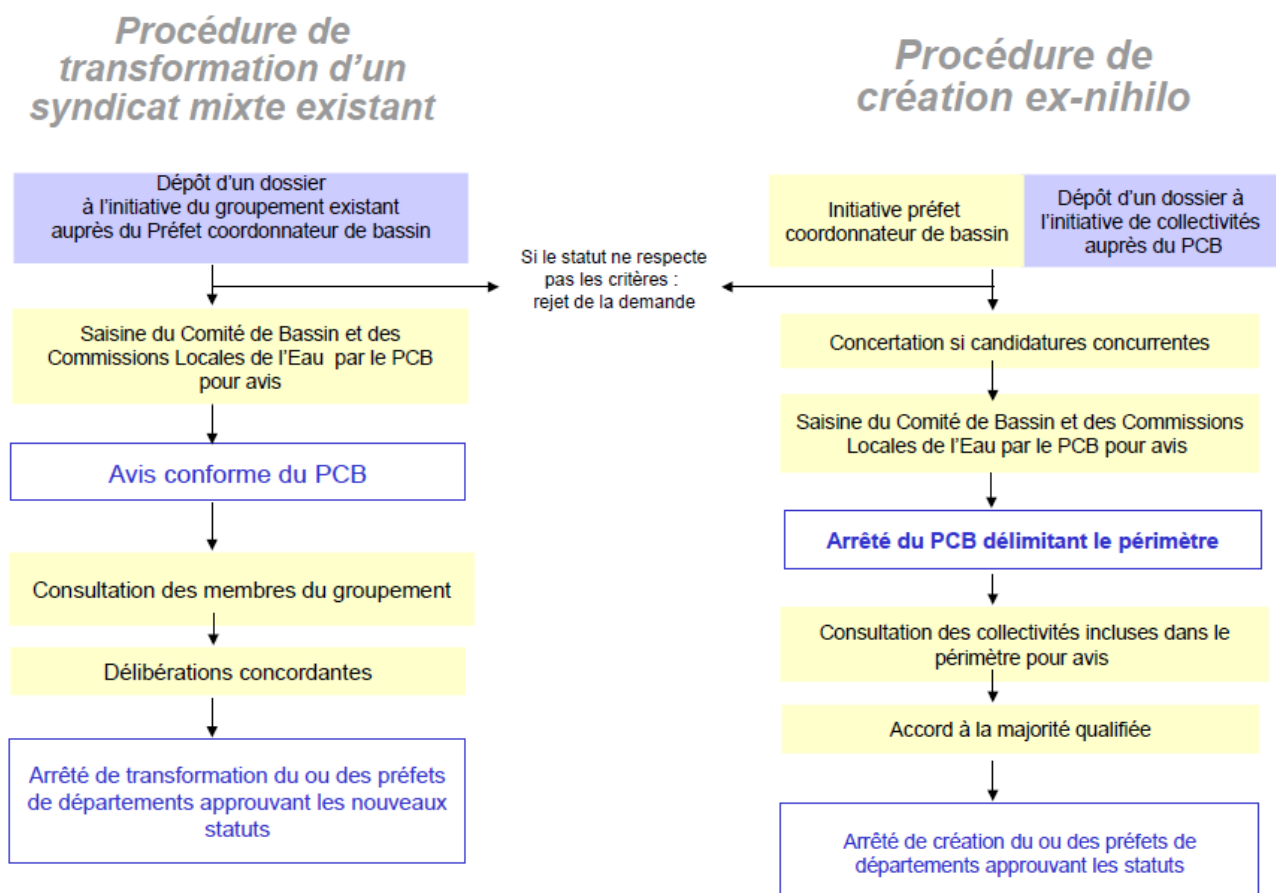 Procédure de
transformation d'un
syndicat mixte existant
Dépôt d'un dossier
à l'initiative du groupement existant
auprès du Préfet coordonnateur de bassin
Saisine du Comité de Bassin et des
Commissions Locales de l'Eau par le PCB
pour avis
Avis conforme du PCB
Consultation des membres du groupement
Délibérations concordantes
Arrêté de transformation du ou des préfets
de départements approuvant les nouveaux
statuts
Si le statut ne respecte
pas les critères :
rejet de la demande
Procédure de
création ex-nihilo
Initiative préfet
coordonnateur de bassin
Dépôt d'un dossier à
l'initiative de collectivités
auprès du PCB
Concertation si candidatures concurrentes
Saisine du Comité de Bassin et des Commissions
Locales de l'Eau par le PCB pour avis
Arrêté du PCB délimitant le périmètre
Consultation des collectivités incluses dans le
périmètre pour avis
Accord à la majorité qualifiée
Arrêté de création du ou des préfets de
départements approuvant les statuts